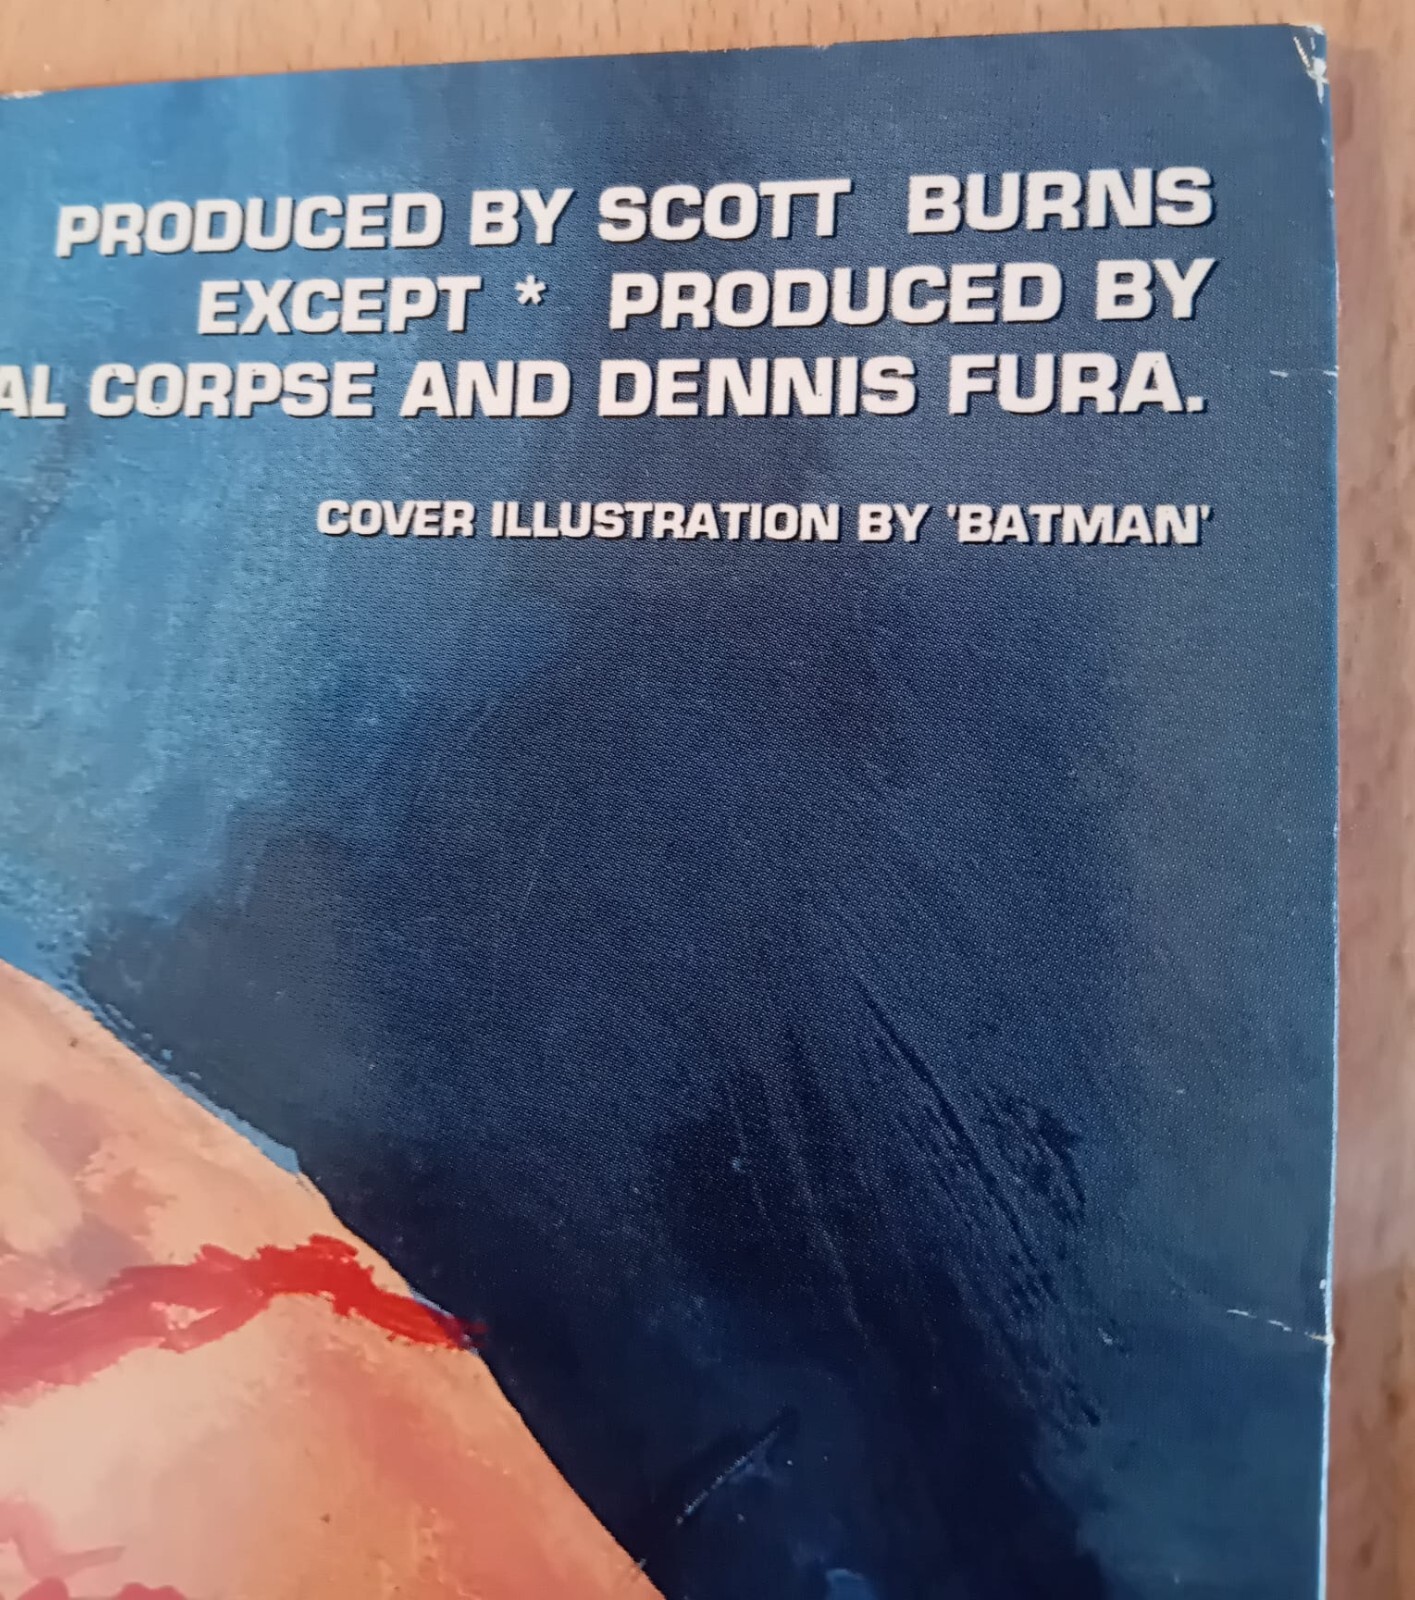 PRODUCED BY SCOTT BURNS
EXCEPT * PRODUCED BY
AL CORPSE AND DENNIS FURA.
COVER ILLUSTRATION BY 'BATMAN'